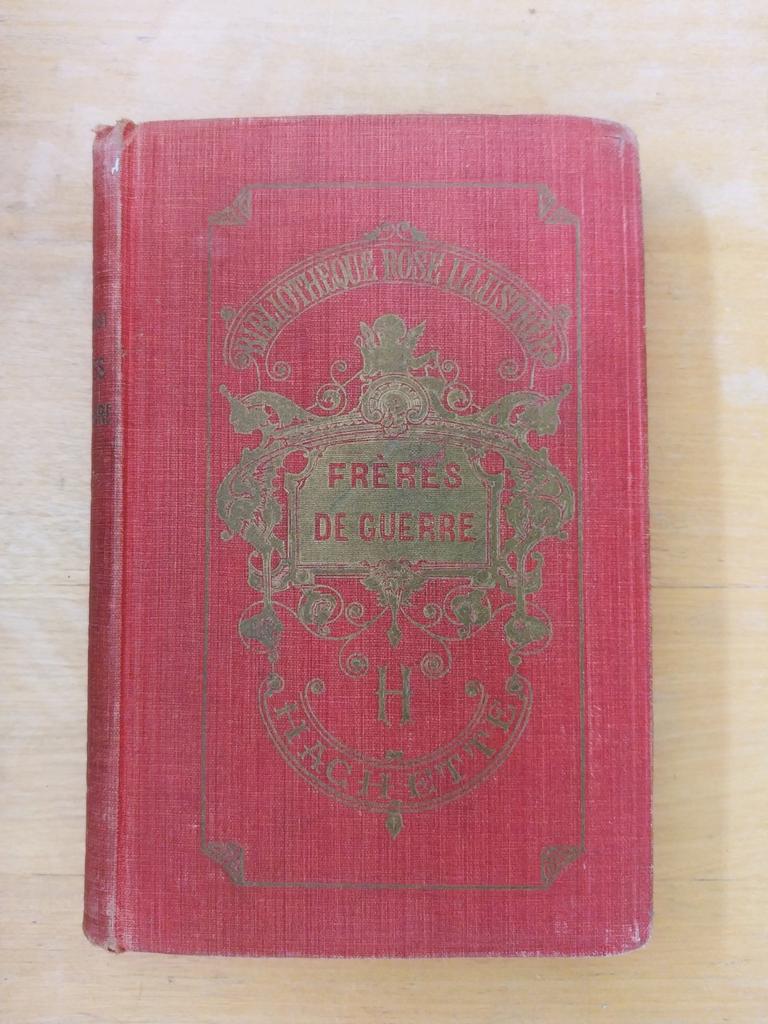 BIBLIOTHÈQUE ROSE ILLUSTRÉE
FRÈRES
DE GUERRE
H
HACHETTE